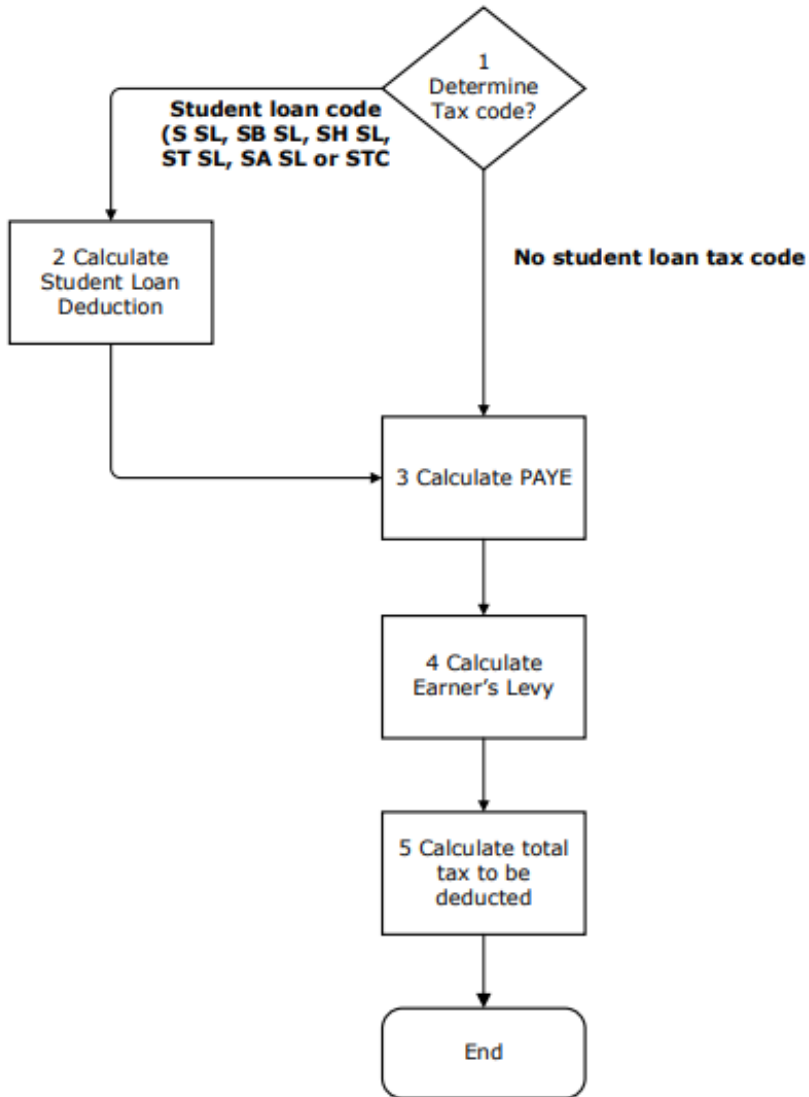 1
Determine
Tax code?
Student loan code
(S SL, SB SL, SH SL,
ST SL, SA SL or STC
2 Calculate
Student Loan
Deduction
No student loan tax code
3 Calculate PAYE
4 Calculate
Earner’s Levy
5 Calculate total
tax to be
deducted
End